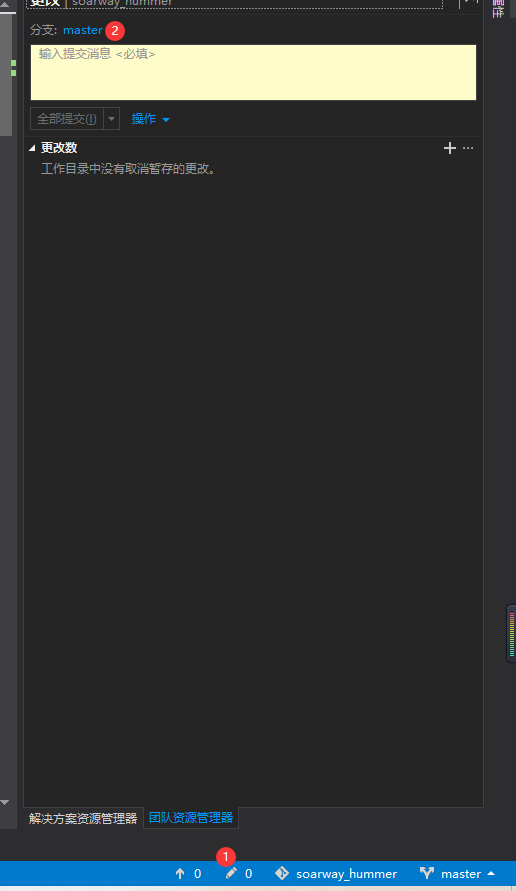 更改 | soarway_hummer
属性
分支: master 2
输入提交消息 <必填>
全部提交(I) 操作
更改数
工作目录中没有取消暂存的更改。
解决方案资源管理器 团队资源管理器
1
0 0 soarway_hummer master